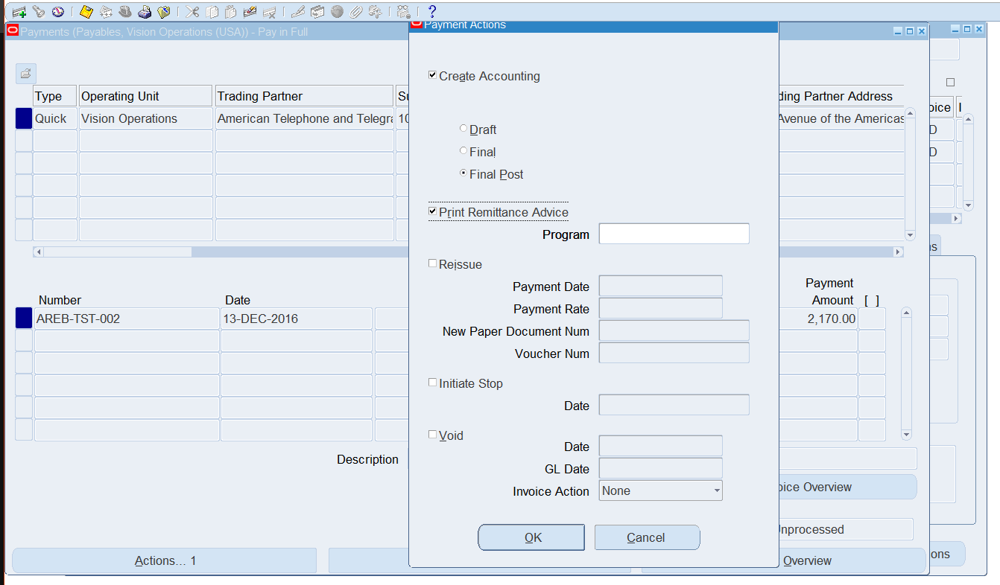 Payments (Payables, Vision Operations (USA)) - Pay in Full
Payment Actions
Create Accounting
Draft
Final
Final Post
Print Remittance Advice
Program
Reissue
Payment Date
Payment Rate
New Paper Document Num
Voucher Num
Initiate Stop
Date
Void
Date
GL Date
Invoice Action None
OK Cancel
Type Operating Unit Trading Partner Su ding Partner Address oice I
Quick Vision Operations American Telephone and Telegra 10 Avenue of the Americas D
D
ns
Payment
Number Date Amount [ ]
AREB-TST-002 13-DEC-2016 2,170.00
Description
oice Overview
Unprocessed
Actions... 1 Overview ons